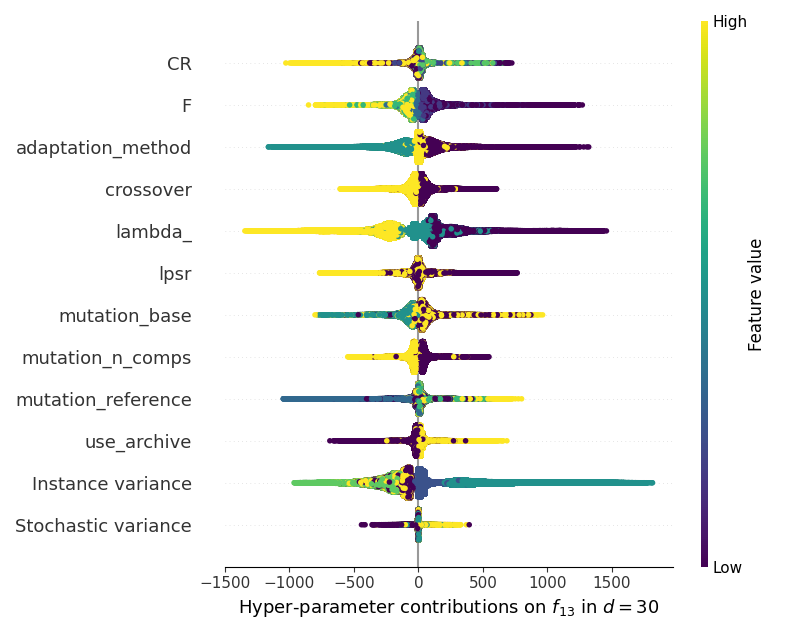 High
CR
F
adaptation_method
crossover
lambda_
lpsr
mutation_base
mutation_n_comps
mutation_reference
use_archive
Instance variance
Stochastic variance
Feature value
Low
−1500 −1000 −500 0 500 1000 1500
Hyper-parameter contributions on f₁₃ in d = 30